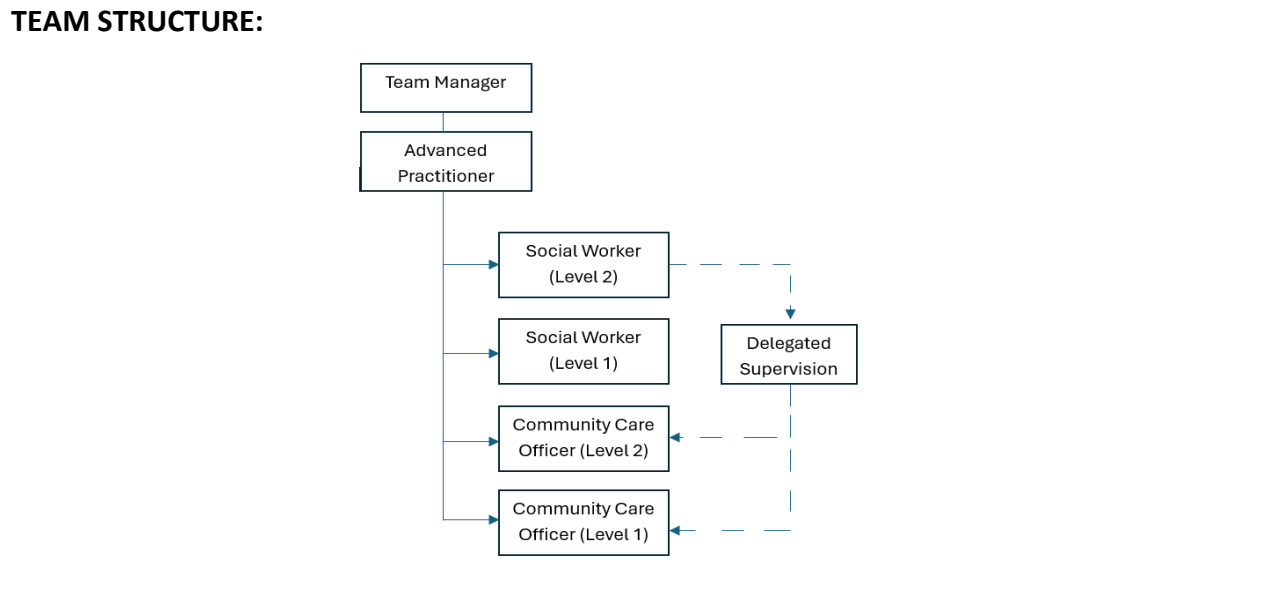 TEAM STRUCTURE:
Team Manager
Advanced
Practitioner
Social Worker
(Level 2)
Social Worker
(Level 1)
Delegated
Supervision
Community Care
Officer (Level 2)
Community Care
Officer (Level 1)